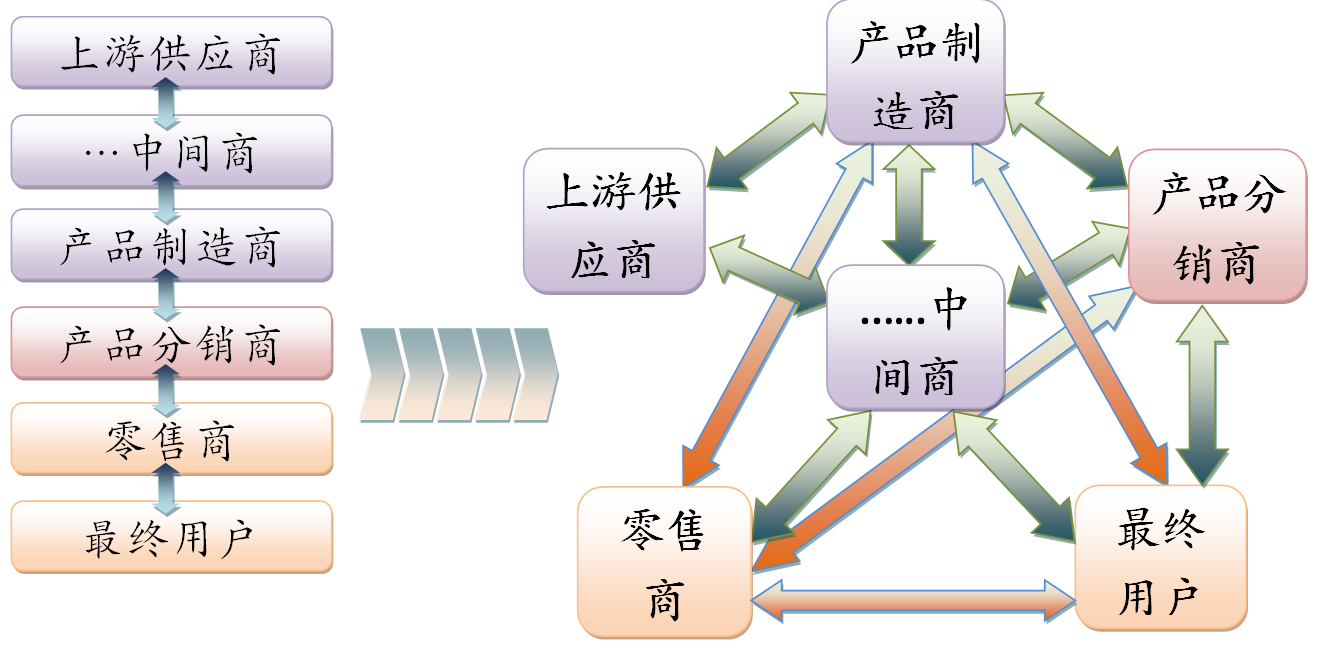 上游供应商
…中间商
产品制造商
产品分销商
零售商
最终用户
产品制
造商
上游供
应商
产品分
销商
……中
间商
零售
商
最终
用户